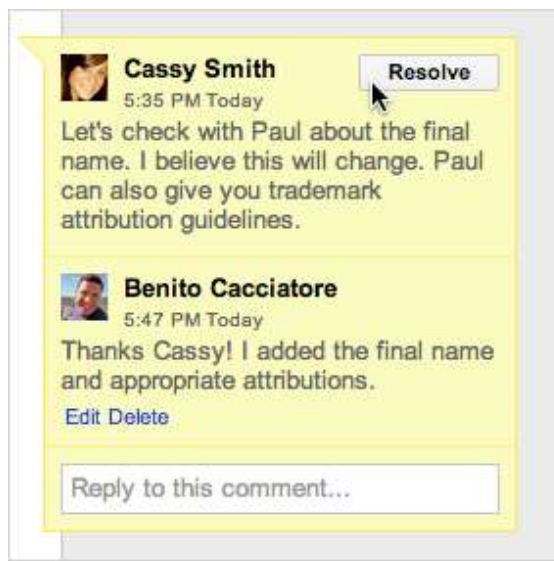 Cassy Smith
Resolve
5:35 PM Today
Let's check with Paul about the final
name. I believe this will change. Paul
can also give you trademark
attribution guidelines.
Benito Cacciatore
5:47 PM Today
Thanks Cassy! I added the final name
and appropriate attributions.
Edit Delete
Reply to this comment...